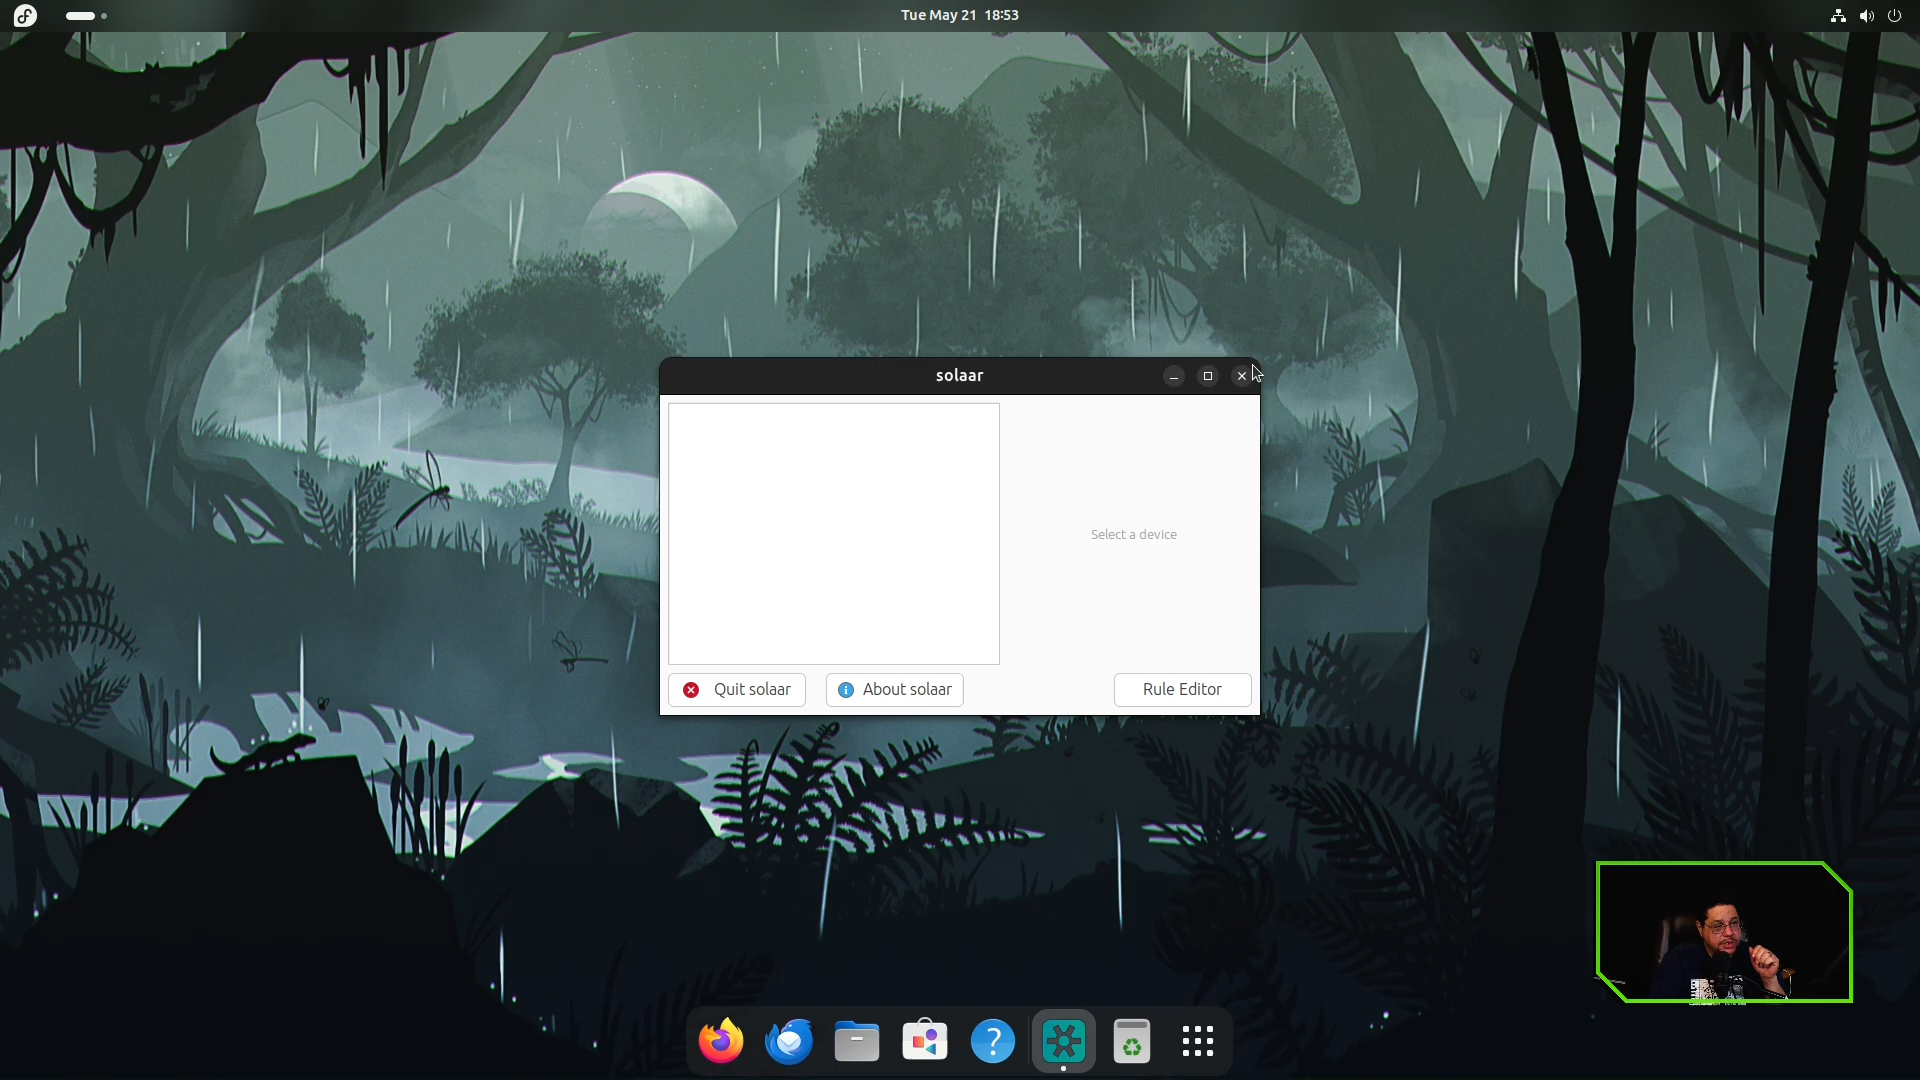 Tue May 21 18:53
solaar
Select a device
Quit solaar
About solaar
Rule Editor